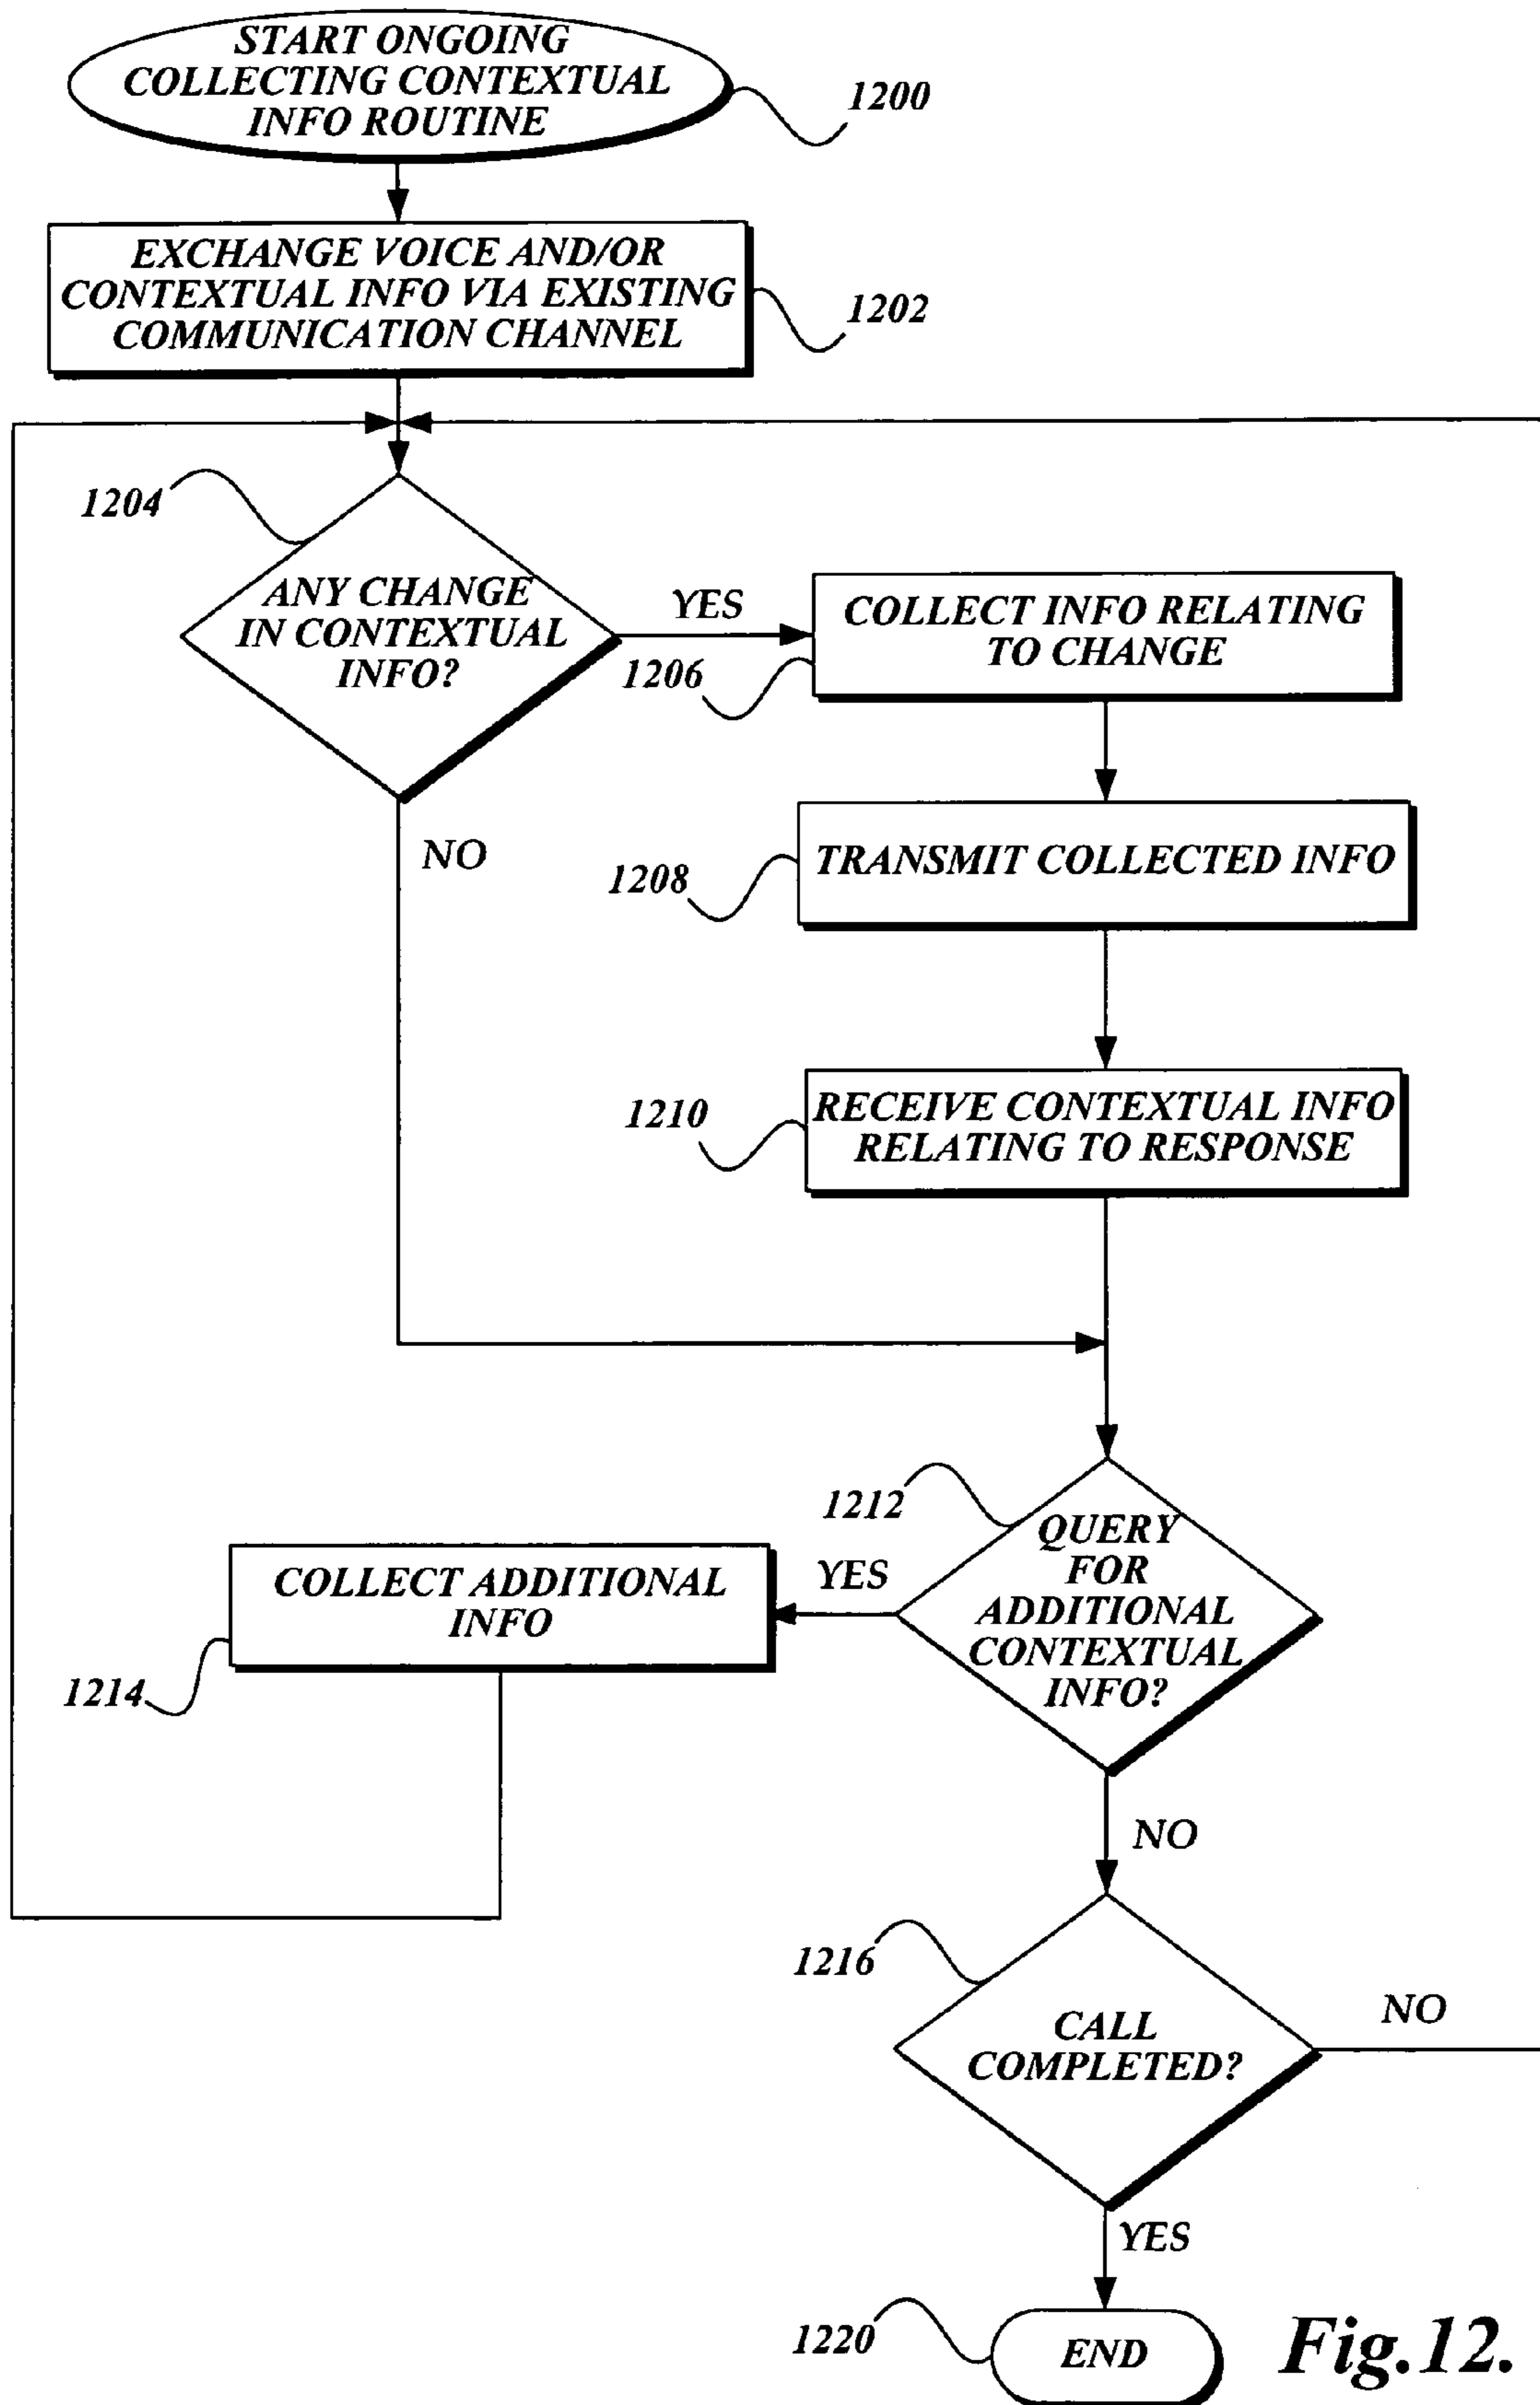 START ONGOING
COLLECTING CONTEXTUAL
INFO ROUTINE
1200
EXCHANGE VOICE AND/OR
CONTEXTUAL INFO VIA EXISTING
COMMUNICATION CHANNEL
1202
1204
ANY CHANGE
IN CONTEXTUAL
INFO?
YES
NO
COLLECT INFO RELATING
TO CHANGE
1206
TRANSMIT COLLECTED INFO
1208
RECEIVE CONTEXTUAL INFO
RELATING TO RESPONSE
1210
1212
QUERY
FOR
ADDITIONAL
CONTEXTUAL
INFO?
YES
COLLECT ADDITIONAL
INFO
1214
NO
1216
CALL
COMPLETED?
NO
YES
1220
END
Fig.12.